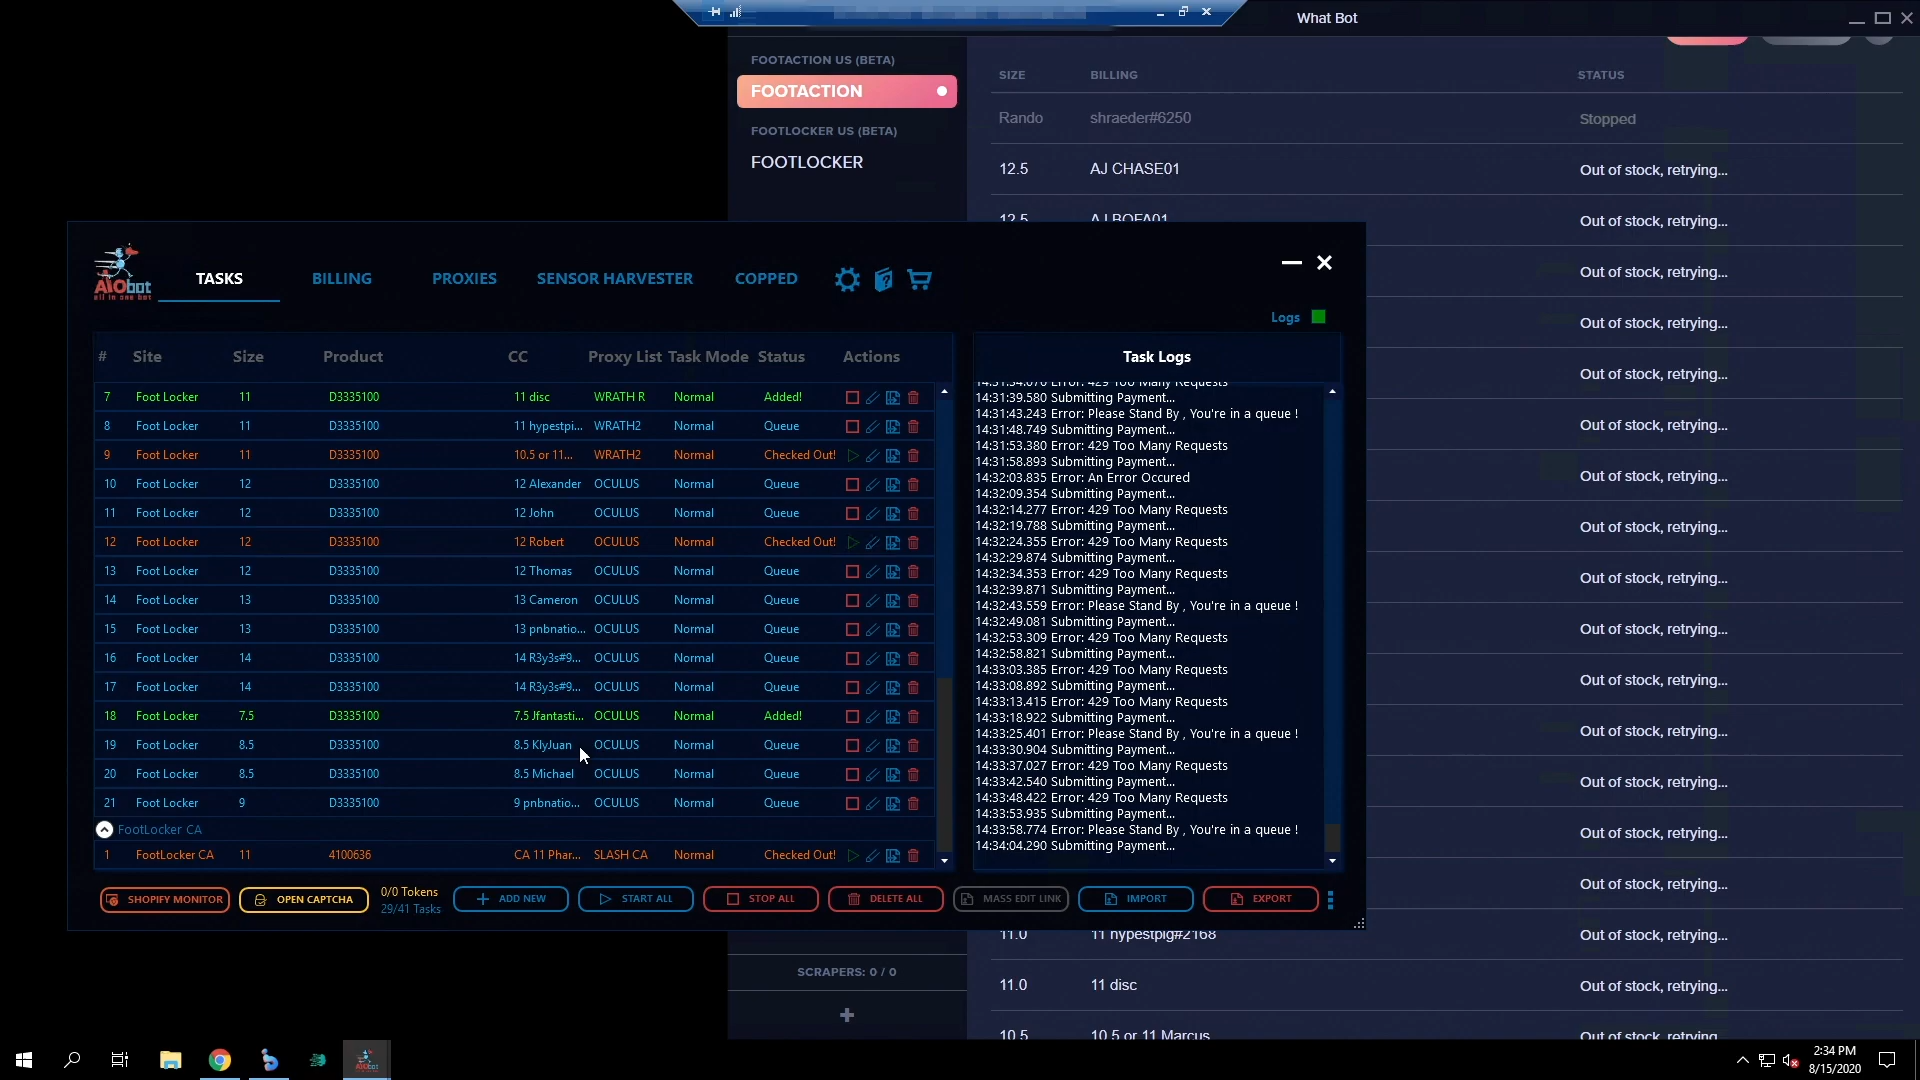 What Bot
FOOTACTION US (BETA)
FOOTACTION
FOOTLOCKER US (BETA)
FOOTLOCKER
SIZE BILLING STATUS
Rando shraeder#6250 Stopped
12.5 AJ CHASE01 Out of stock, retrying...
12.5 AJ BOFA01 Out of stock, retrying...
Out of stock, retrying...
Out of stock, retrying...
Out of stock, retrying...
Out of stock, retrying...
Out of stock, retrying...
Out of stock, retrying...
Out of stock, retrying...
Out of stock, retrying...
Out of stock, retrying...
Out of stock, retrying...
Out of stock, retrying...
Out of stock, retrying...
Out of stock, retrying...
11.0 11 hypestpig#2168 Out of stock, retrying...
11.0 11 disc Out of stock, retrying...
10.5 10.5 or 11 Marcus Out of stock, retrying...
SCRAPERS: 0 / 0
AIObot
all in one bot
TASKS BILLING PROXIES SENSOR HARVESTER COPPED
Logs
# Site Size Product CC Proxy List Task Mode Status Actions
7 Foot Locker 11 D3335100 11 disc WRATH R Normal Added!
8 Foot Locker 11 D3335100 11 hypestpi... WRATH2 Normal Queue
9 Foot Locker 11 D3335100 10.5 or 11... WRATH2 Normal Checked Out!
10 Foot Locker 12 D3335100 12 Alexander OCULUS Normal Queue
11 Foot Locker 12 D3335100 12 John OCULUS Normal Queue
12 Foot Locker 12 D3335100 12 Robert OCULUS Normal Checked Out!
13 Foot Locker 12 D3335100 12 Thomas OCULUS Normal Queue
14 Foot Locker 13 D3335100 13 Cameron OCULUS Normal Queue
15 Foot Locker 13 D3335100 13 pnbnatio... OCULUS Normal Queue
16 Foot Locker 14 D3335100 14 R3y3s#9... OCULUS Normal Queue
17 Foot Locker 14 D3335100 14 R3y3s#9... OCULUS Normal Queue
18 Foot Locker 7.5 D3335100 7.5 Jfantasti... OCULUS Normal Added!
19 Foot Locker 8.5 D3335100 8.5 KlyJuan OCULUS Normal Queue
20 Foot Locker 8.5 D3335100 8.5 Michael OCULUS Normal Queue
21 Foot Locker 9 D3335100 9 pnbnatio... OCULUS Normal Queue
FootLocker CA
1 FootLocker CA 11 4100636 CA 11 Phar... SLASH CA Normal Checked Out!
Task Logs
14:31:34.070 Error: 429 Too Many Requests
14:31:39.580 Submitting Payment...
14:31:43.243 Error: Please Stand By , You're in a queue !
14:31:48.749 Submitting Payment...
14:31:53.380 Error: 429 Too Many Requests
14:31:58.893 Submitting Payment...
14:32:03.835 Error: An Error Occured
14:32:09.354 Submitting Payment...
14:32:14.277 Error: 429 Too Many Requests
14:32:19.788 Submitting Payment...
14:32:24.355 Error: 429 Too Many Requests
14:32:29.874 Submitting Payment...
14:32:34.353 Error: 429 Too Many Requests
14:32:39.871 Submitting Payment...
14:32:43.559 Error: Please Stand By , You're in a queue !
14:32:49.081 Submitting Payment...
14:32:53.309 Error: 429 Too Many Requests
14:32:58.821 Submitting Payment...
14:33:03.385 Error: 429 Too Many Requests
14:33:08.892 Submitting Payment...
14:33:13.415 Error: 429 Too Many Requests
14:33:18.922 Submitting Payment...
14:33:25.401 Error: Please Stand By , You're in a queue !
14:33:30.904 Submitting Payment...
14:33:37.027 Error: 429 Too Many Requests
14:33:42.540 Submitting Payment...
14:33:48.422 Error: 429 Too Many Requests
14:33:53.935 Submitting Payment...
14:33:58.774 Error: Please Stand By , You're in a queue !
14:34:04.290 Submitting Payment...
SHOPIFY MONITOR OPEN CAPTCHA 0/0 Tokens
29/41 Tasks
ADD NEW START ALL STOP ALL DELETE ALL MASS EDIT LINK IMPORT EXPORT
2:34 PM
8/15/2020